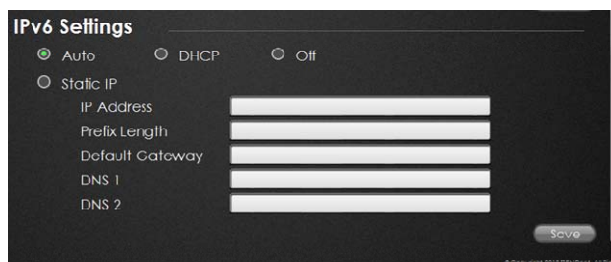 IPv6 Settings
Auto DHCP Off
Static IP
IP Address
Prefix Length
Default Gateway
DNS 1
DNS 2
Save